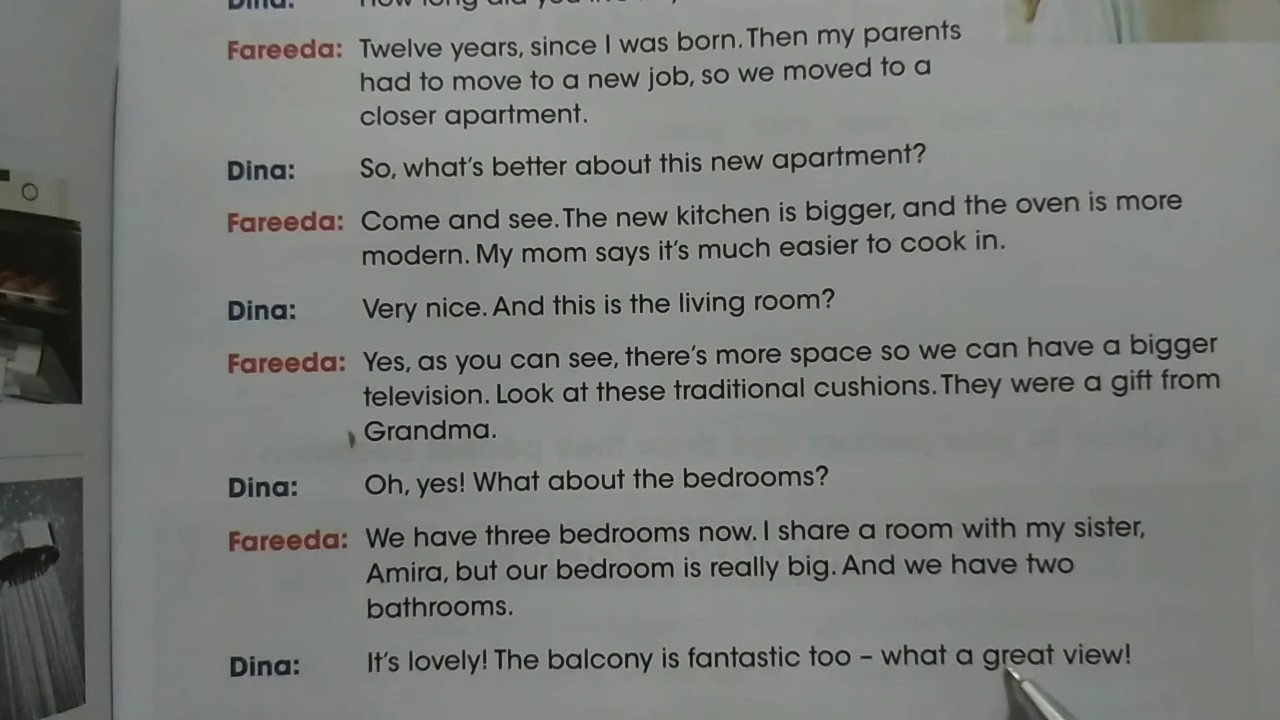 Dina:
Fareeda: Twelve years, since I was born. Then my parents
had to move to a new job, so we moved to a
closer apartment.
Dina: So, what's better about this new apartment?
Fareeda: Come and see. The new kitchen is bigger, and the oven is more
modern. My mom says it's much easier to cook in.
Dina: Very nice. And this is the living room?
Fareeda: Yes, as you can see, there's more space so we can have a bigger
television. Look at these traditional cushions. They were a gift from
Grandma.
Dina: Oh, yes! What about the bedrooms?
Fareeda: We have three bedrooms now. I share a room with my sister,
Amira, but our bedroom is really big. And we have two
bathrooms.
Dina: It's lovely! The balcony is fantastic too – what a great view!